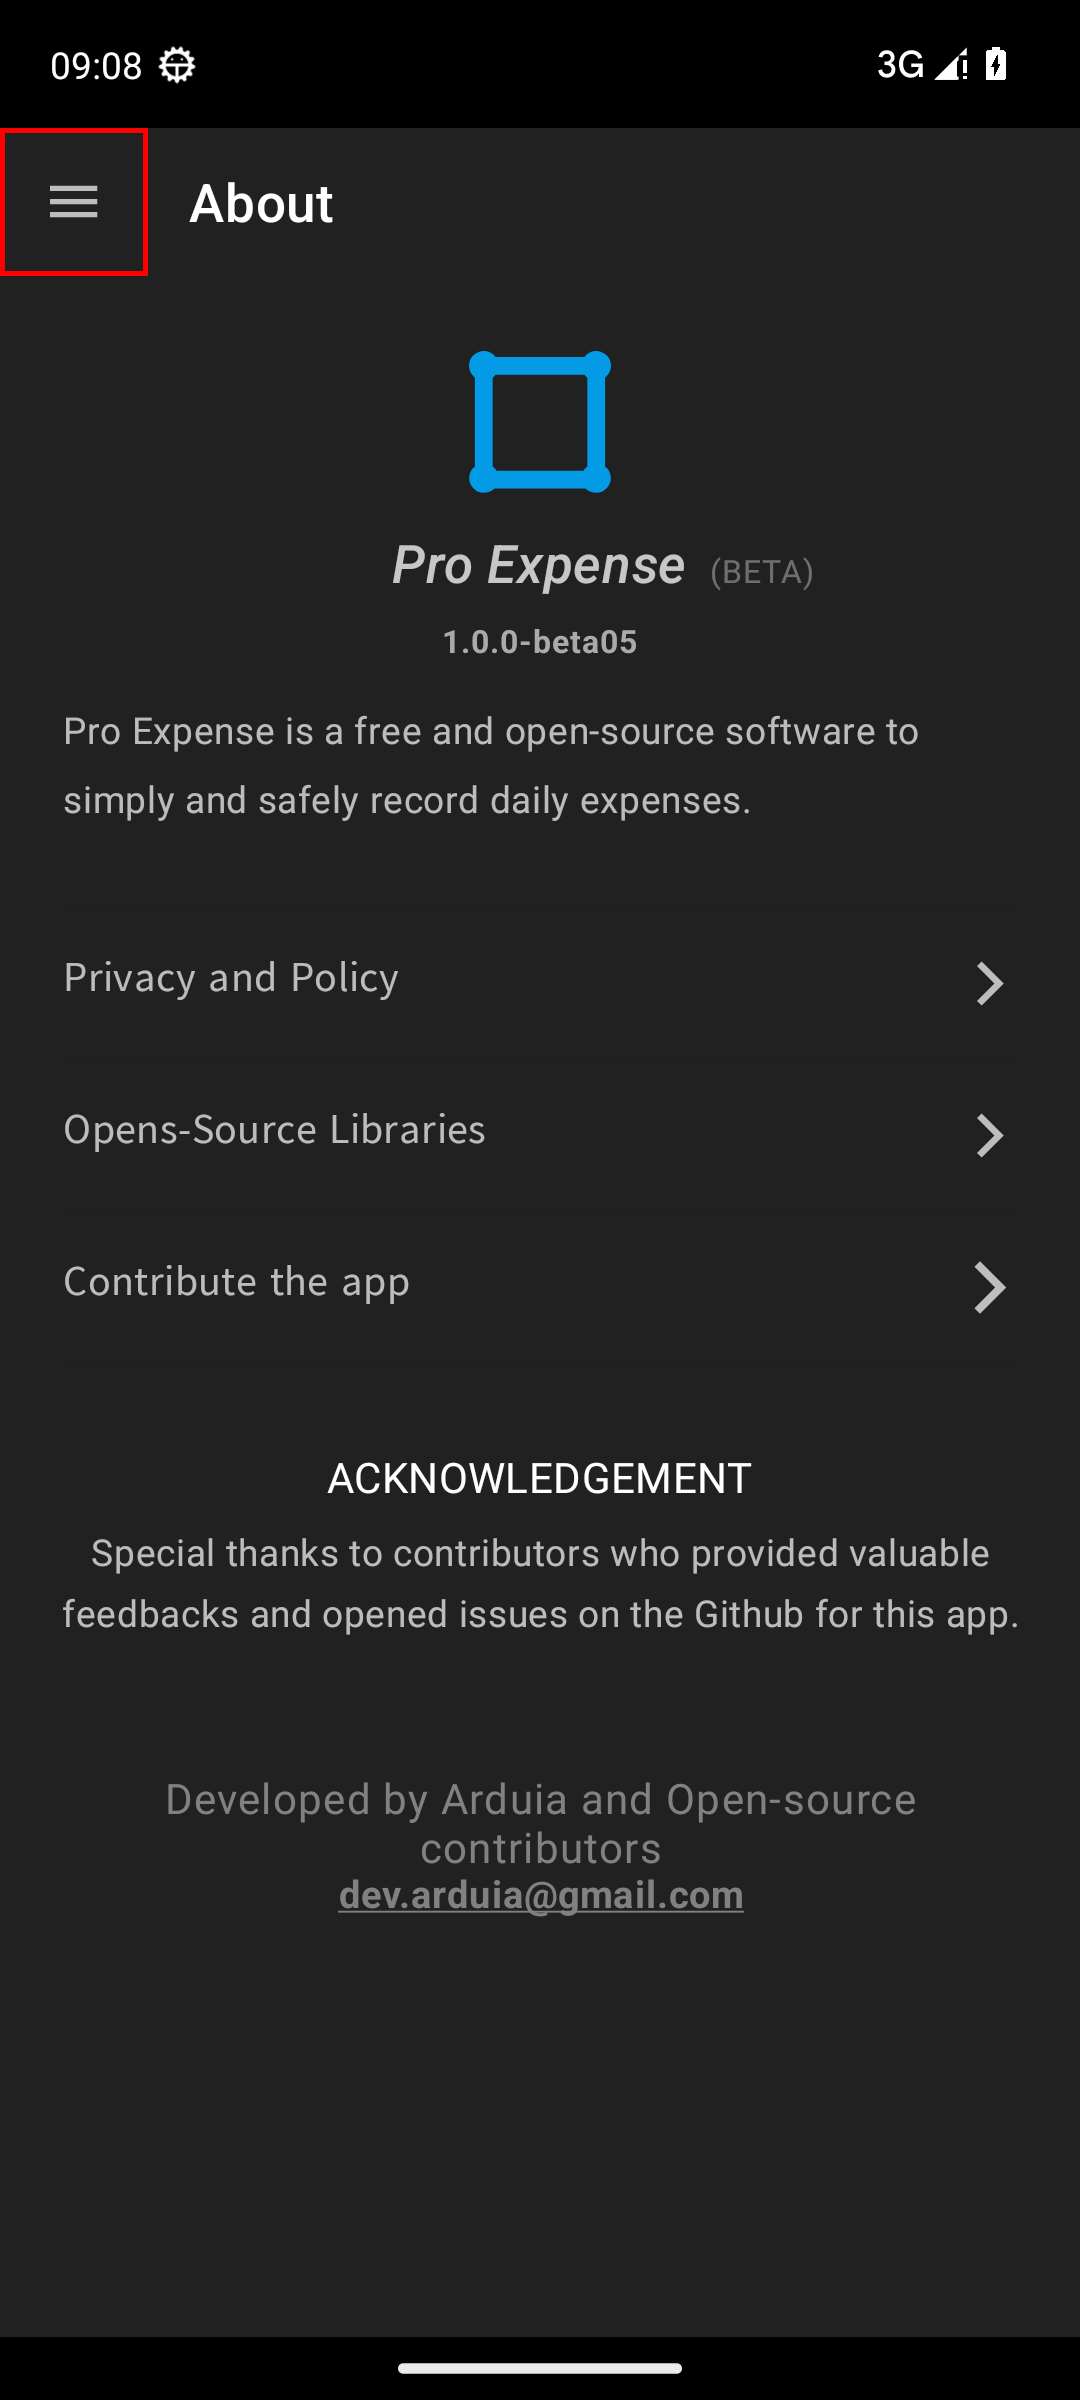 09:08
3G
About
Pro Expense (BETA)
1.0.0-beta05
Pro Expense is a free and open-source software to
simply and safely record daily expenses.
Privacy and Policy
Opens-Source Libraries
Contribute the app
ACKNOWLEDGEMENT
Special thanks to contributors who provided valuable
feedbacks and opened issues on the Github for this app.
Developed by Arduia and Open-source
contributors
dev.arduia@gmail.com